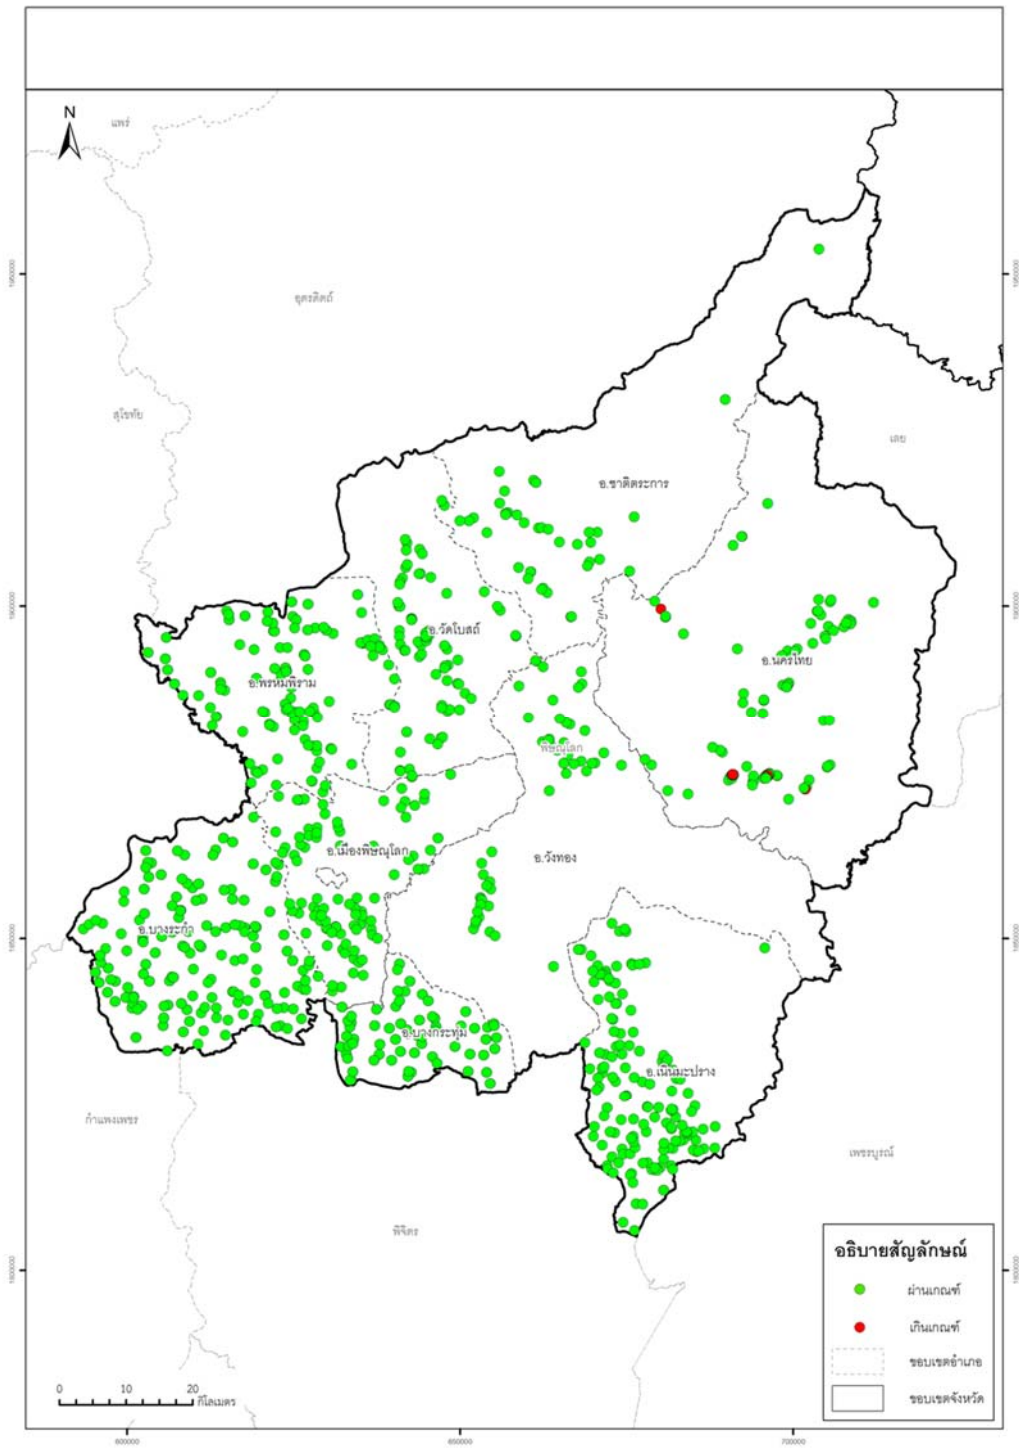 N
แพร่
1950000
1950000
อุตรดิตถ์
สุโขทัย
เลย
อ.ชาติตระการ
1900000
1900000
อ.วัดโบสถ์
อ.นครไทย
อ.พรหมพิราม
พิษณุโลก
อ.เมืองพิษณุโลก
อ.วังทอง
อ.บางระกำ
1850000
1850000
อ.บางกระทุ่ม
อ.เนินมะปราง
กำแพงเพชร
เพชรบูรณ์
พิจิตร
1800000
1800000
อธิบายสัญลักษณ์
ผ่านเกณฑ์
เกินเกณฑ์
ขอบเขตอำเภอ
ขอบเขตจังหวัด
0 10 20
กิโลเมตร
600000 650000 700000